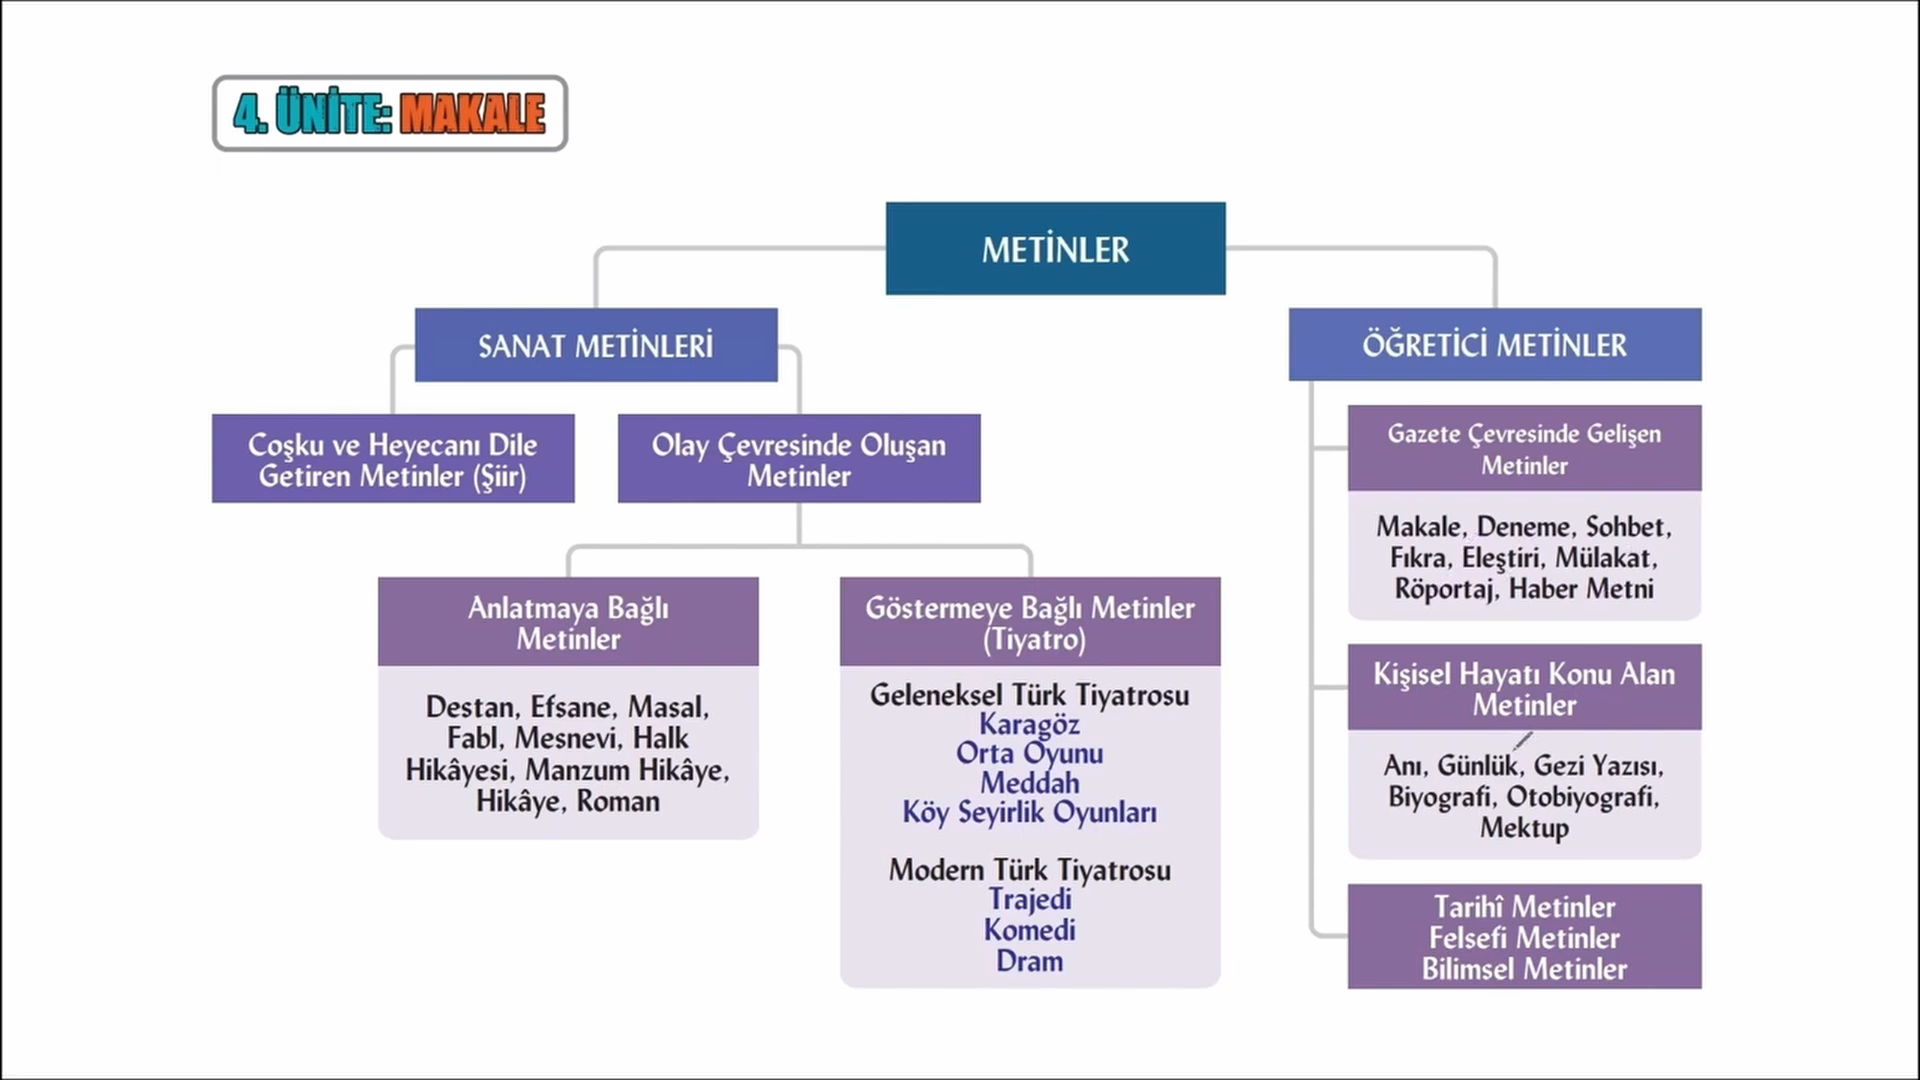 4. ÜNİTE: MAKALE
METİNLER
SANAT METİNLERİ
ÖĞRETİCİ METİNLER
Coşku ve Heyecanı Dile
Getiren Metinler (Şiir)
Olay Çevresinde Oluşan
Metinler
Anlatmaya Bağlı
Metinler
Destan, Efsane, Masal,
Fabl, Mesnevi, Halk
Hikâyesi, Manzum Hikâye,
Hikâye, Roman
Göstermeye Bağlı Metinler
(Tiyatro)
Geleneksel Türk Tiyatrosu
Karagöz
Orta Oyunu
Meddah
Köy Seyirlik Oyunları
Modern Türk Tiyatrosu
Trajedi
Komedi
Dram
Gazete Çevresinde Gelişen
Metinler
Makale, Deneme, Sohbet,
Fıkra, Eleştiri, Mülakat,
Röportaj, Haber Metni
Kişisel Hayatı Konu Alan
Metinler
Anı, Günlük, Gezi Yazısı,
Biyografi, Otobiyografi,
Mektup
Tarihî Metinler
Felsefi Metinler
Bilimsel Metinler